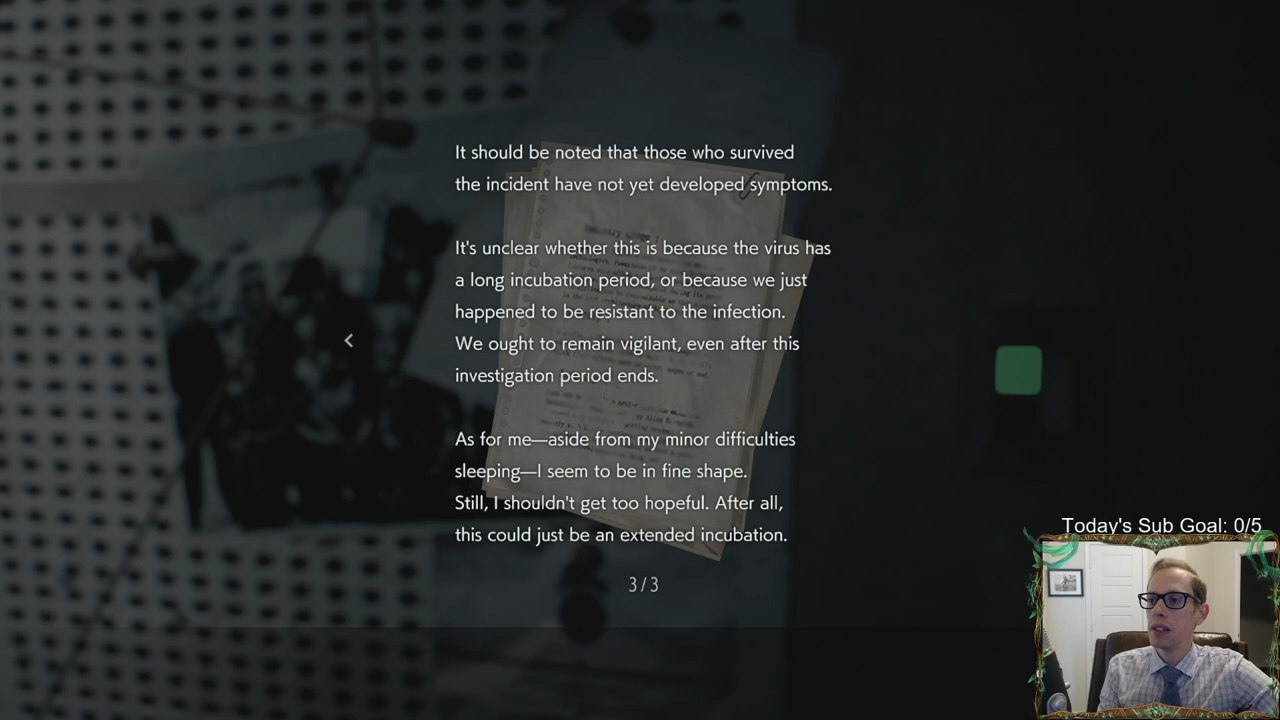 It should be noted that those who survived
the incident have not yet developed symptoms.
It's unclear whether this is because the virus has
a long incubation period, or because we just
happened to be resistant to the infection.
We ought to remain vigilant, even after this
investigation period ends.
As for me—aside from my minor difficulties
sleeping—I seem to be in fine shape.
Still, I shouldn't get too hopeful. After all,
this could just be an extended incubation.
3/3
Today's Sub Goal: 0/5